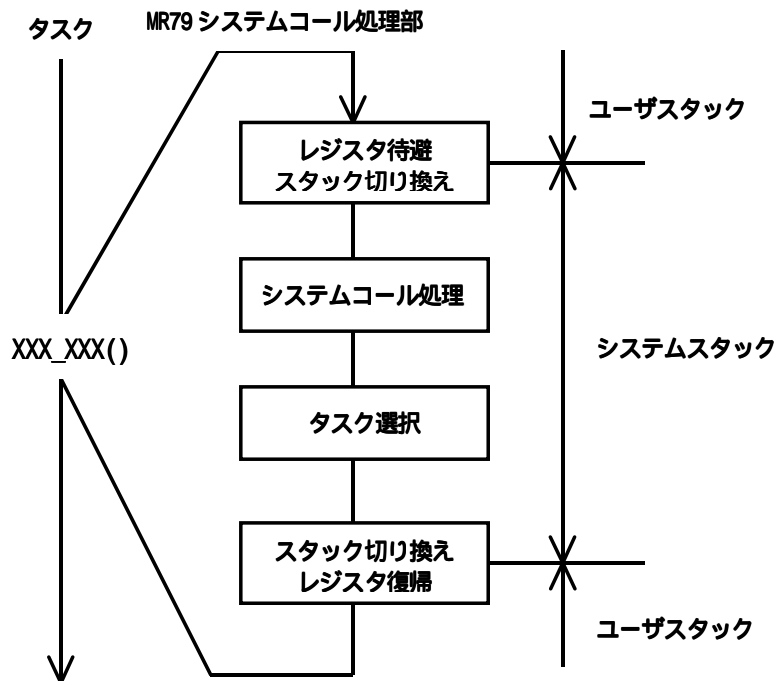 タスク
MR79 システムコール処理部
ユーザスタック
レジスタ待避
スタック切り換え
システムコール処理
XXX_XXX()
システムスタック
タスク選択
スタック切り換え
レジスタ復帰
ユーザスタック